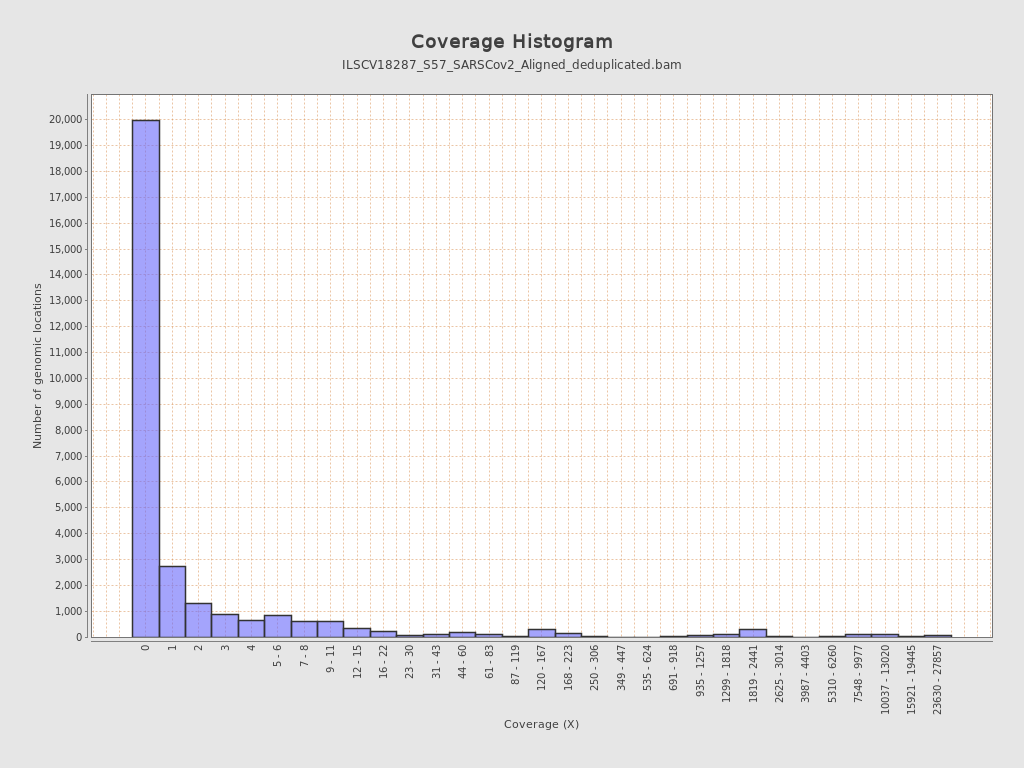 Coverage Histogram
ILSCV18287_S57_SARSCov2_Aligned_deduplicated.bam
Number of genomic locations
20,000
19,000
18,000
17,000
16,000
15,000
14,000
13,000
12,000
11,000
10,000
9,000
8,000
7,000
6,000
5,000
4,000
3,000
2,000
1,000
0
0
1
2
3
4
5 - 6
7 - 8
9 - 11
12 - 15
16 - 22
23 - 30
31 - 43
44 - 60
61 - 83
87 - 119
120 - 167
168 - 223
250 - 306
349 - 447
535 - 624
691 - 918
935 - 1257
1299 - 1818
1819 - 2441
2625 - 3014
3987 - 4403
5310 - 6260
7548 - 9977
10037 - 13020
15921 - 19445
23630 - 27857
Coverage (X)